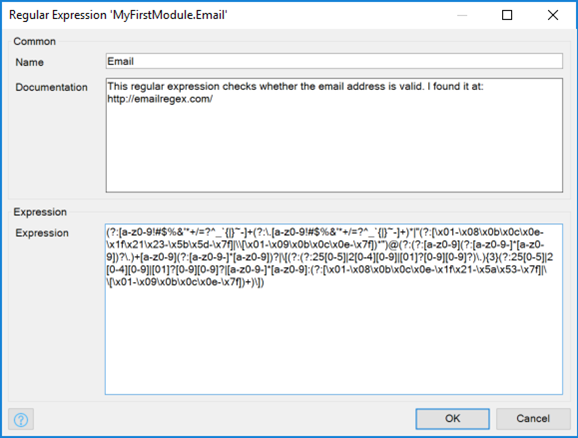 Regular Expression 'MyFirstModule.Email'
Common
Name
Email
Documentation
This regular expression checks whether the email address is valid. I found it at:
http://emailregex.com/
Expression
Expression
(?:[a-z0-9!#$%&'*+/=?^_`{|}~-]+(?:\.[a-z0-9!#$%&'*+/=?^_`{|}~-]+)*|"(?:[\x01-\x08\x0b\x0c\x0e-
\x1f\x21\x23-\x5b\x5d-\x7f]|\\[\x01-\x09\x0b\x0c\x0e-\x7f])*")@(?:(?:[a-z0-9](?:[a-z0-9-]*[a-z0-
9])?\.)+[a-z0-9](?:[a-z0-9-]*[a-z0-9])?|\[(?:(?:25[0-5]|2[0-4][0-9]|[01]?[0-9][0-9]?)\.){3}(?:25[0-5]|2
[0-4][0-9]|[01]?[0-9][0-9]?|[a-z0-9-]*[a-z0-9]:(?:[\x01-\x08\x0b\x0c\x0e-\x1f\x21-\x5a\x53-\x7f]|\
\[\x01-\x09\x0b\x0c\x0e-\x7f])+)\])
?
OK
Cancel